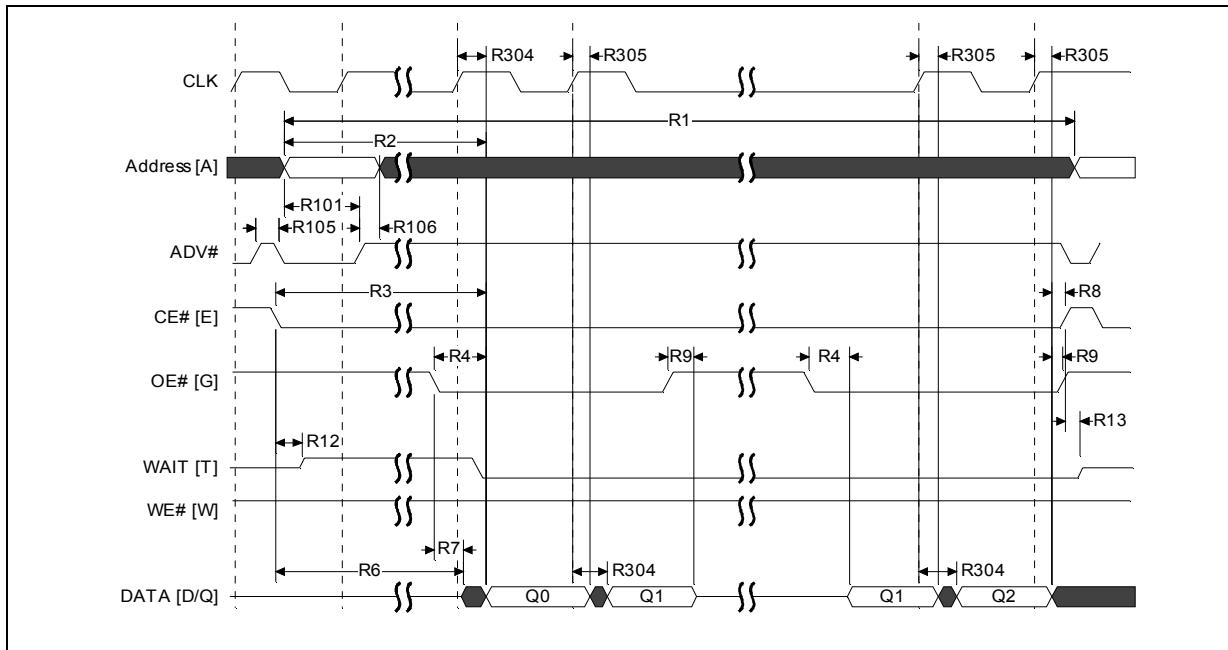 R304 R305 R305 R305
CLK
R1
R2
Address [A]
R101
R105 R106
ADV#
R3 R8
CE# [E]
R4 R9 R4 R9
OE# [G]
R12 R13
WAIT [T]
WE# [W]
R7
R6 R304 R304
DATA [D/Q] Q0 Q1 Q1 Q2